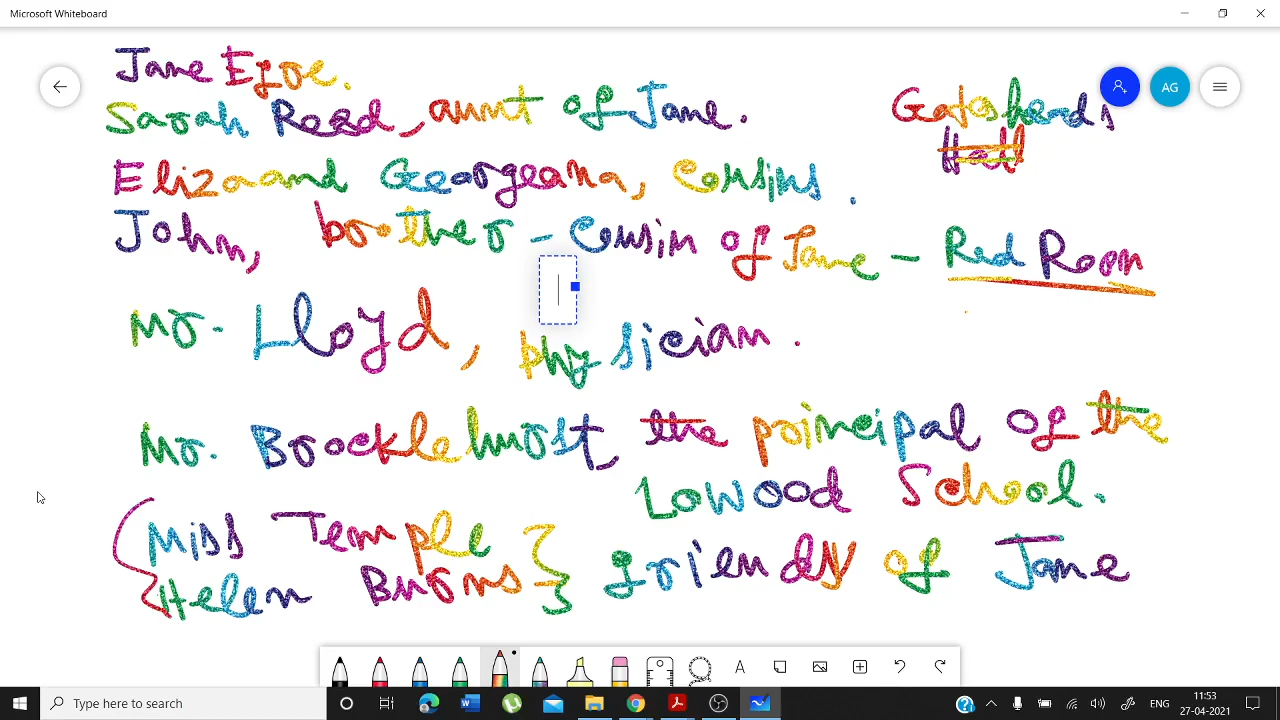 Microsoft Whiteboard
Jane Eyre.
Sarah Reed, aunt of Jane.
Gateshead,
Hall
Eliza and Georgeana, Cousins.
John, brother - Cousin of Jane - Red Room
Mr. Lloyd, physician.
Mr. Brocklehurst, the principal of the
Lowood School.
Miss Temple
Helen Burns
friends of Jane
AG
A
Type here to search
ENG
11:53
27-04-2021